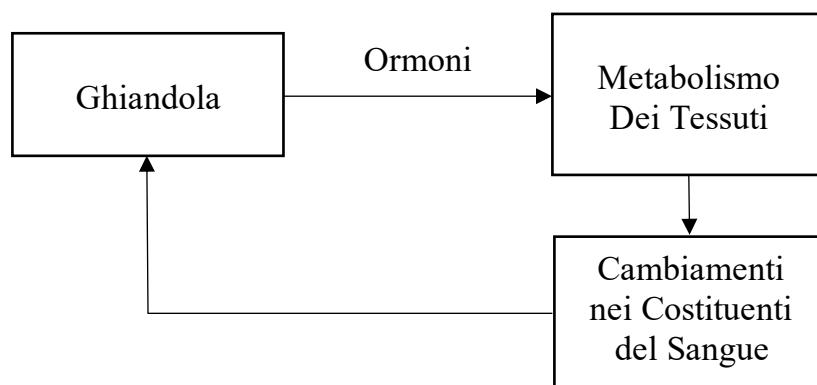 Ghiandola
Ormoni
Metabolismo
Dei Tessuti
Cambiamenti
nei Costituenti
del Sangue